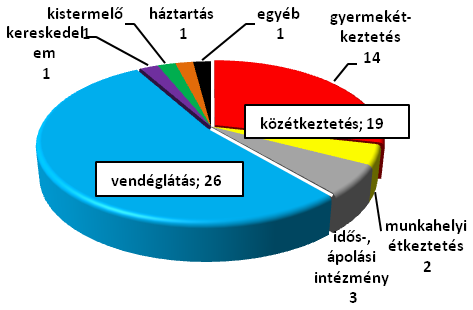 kistermelő
1
háztartás
1
egyéb
1
gyermekét-
keztetés
14
kereskedel
em
1
közétkeztetés; 19
vendéglátás; 26
munkahelyi
étkeztetés
2
idős-,
ápolási
intézmény
3